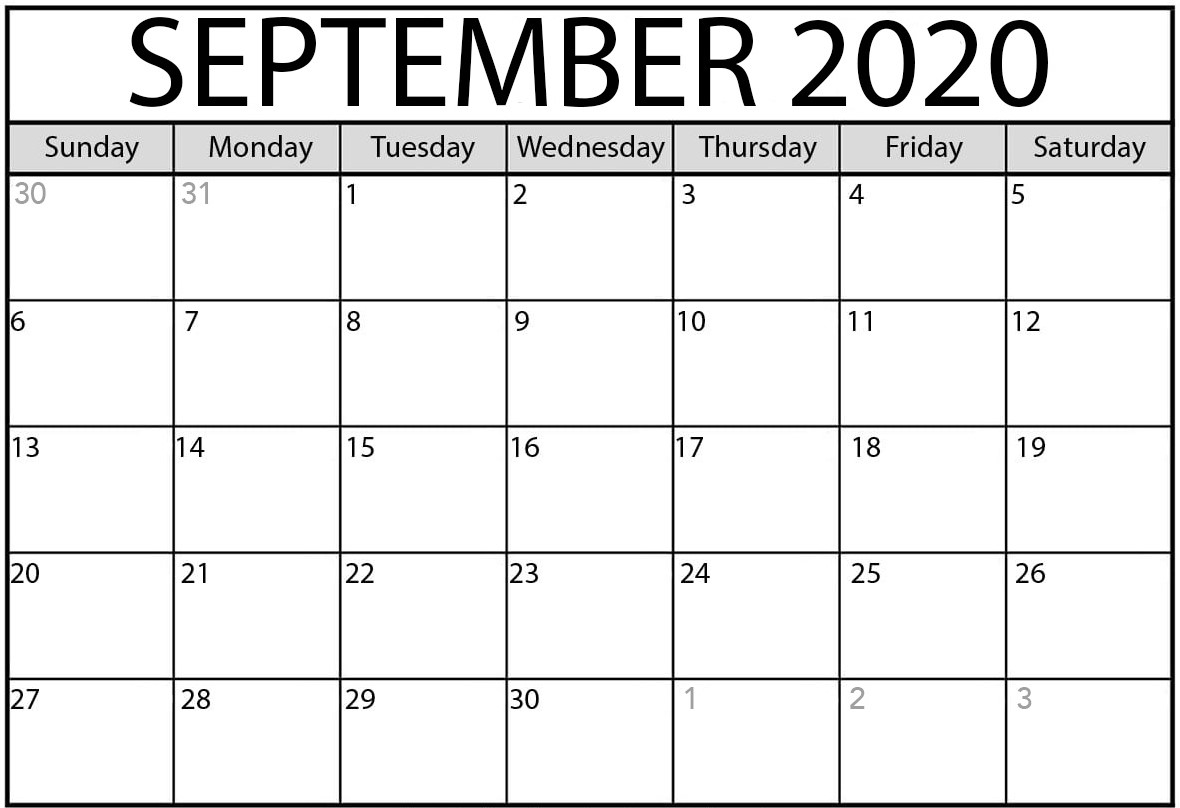 SEPTEMBER 2020
Sunday Monday Tuesday Wednesday Thursday Friday Saturday
30 31 1 2 3 4 5
6 7 8 9 10 11 12
13 14 15 16 17 18 19
20 21 22 23 24 25 26
27 28 29 30 1 2 3